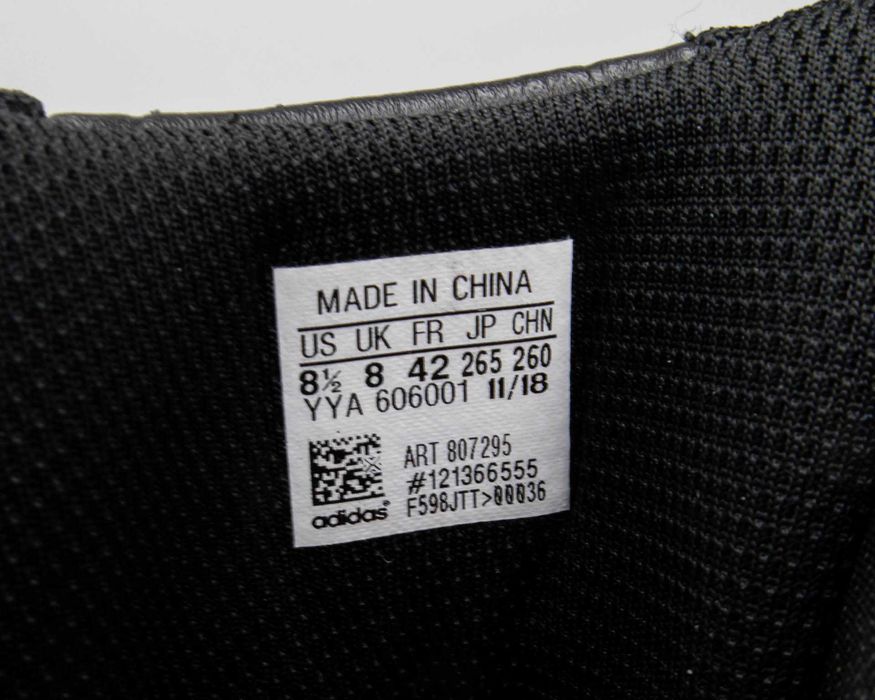 MADE IN CHINA
US UK FR JP CHN
8½ 8 42 265 260
YYA 606001 11/18
ART 807295
#121366555
F598JTT>00036
adidas®